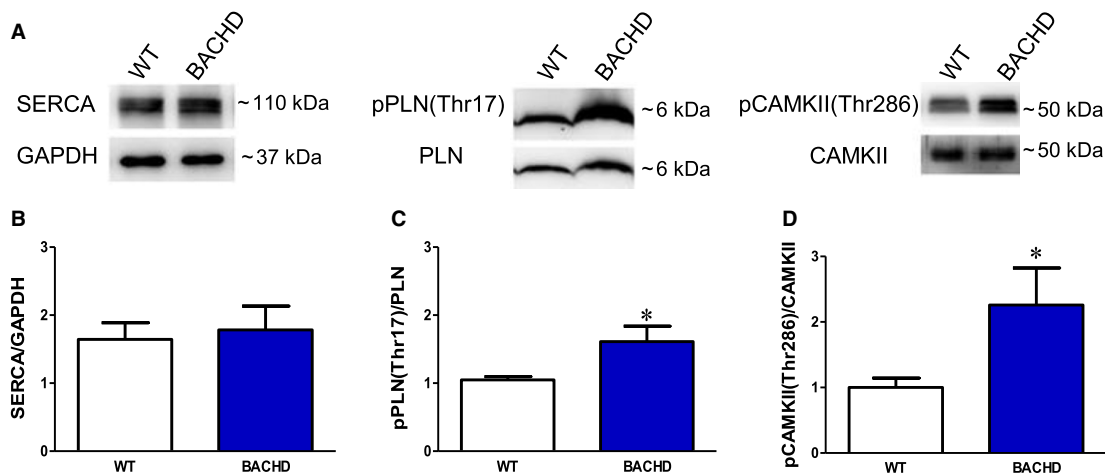 A
WT BACHD
SERCA ~110 kDa
GAPDH ~37 kDa
WT BACHD
pPLN(Thr17) ~6 kDa
PLN ~6 kDa
WT BACHD
pCAMKII(Thr286) ~50 kDa
CAMKII ~50 kDa
B
SERCA/GAPDH
3
2
1
0
WT BACHD
C
pPLN(Thr17)/PLN
3
2
1
0
*
WT BACHD
D
pCAMKII(Thr286)/CAMKII
3
2
1
0
*
WT BACHD